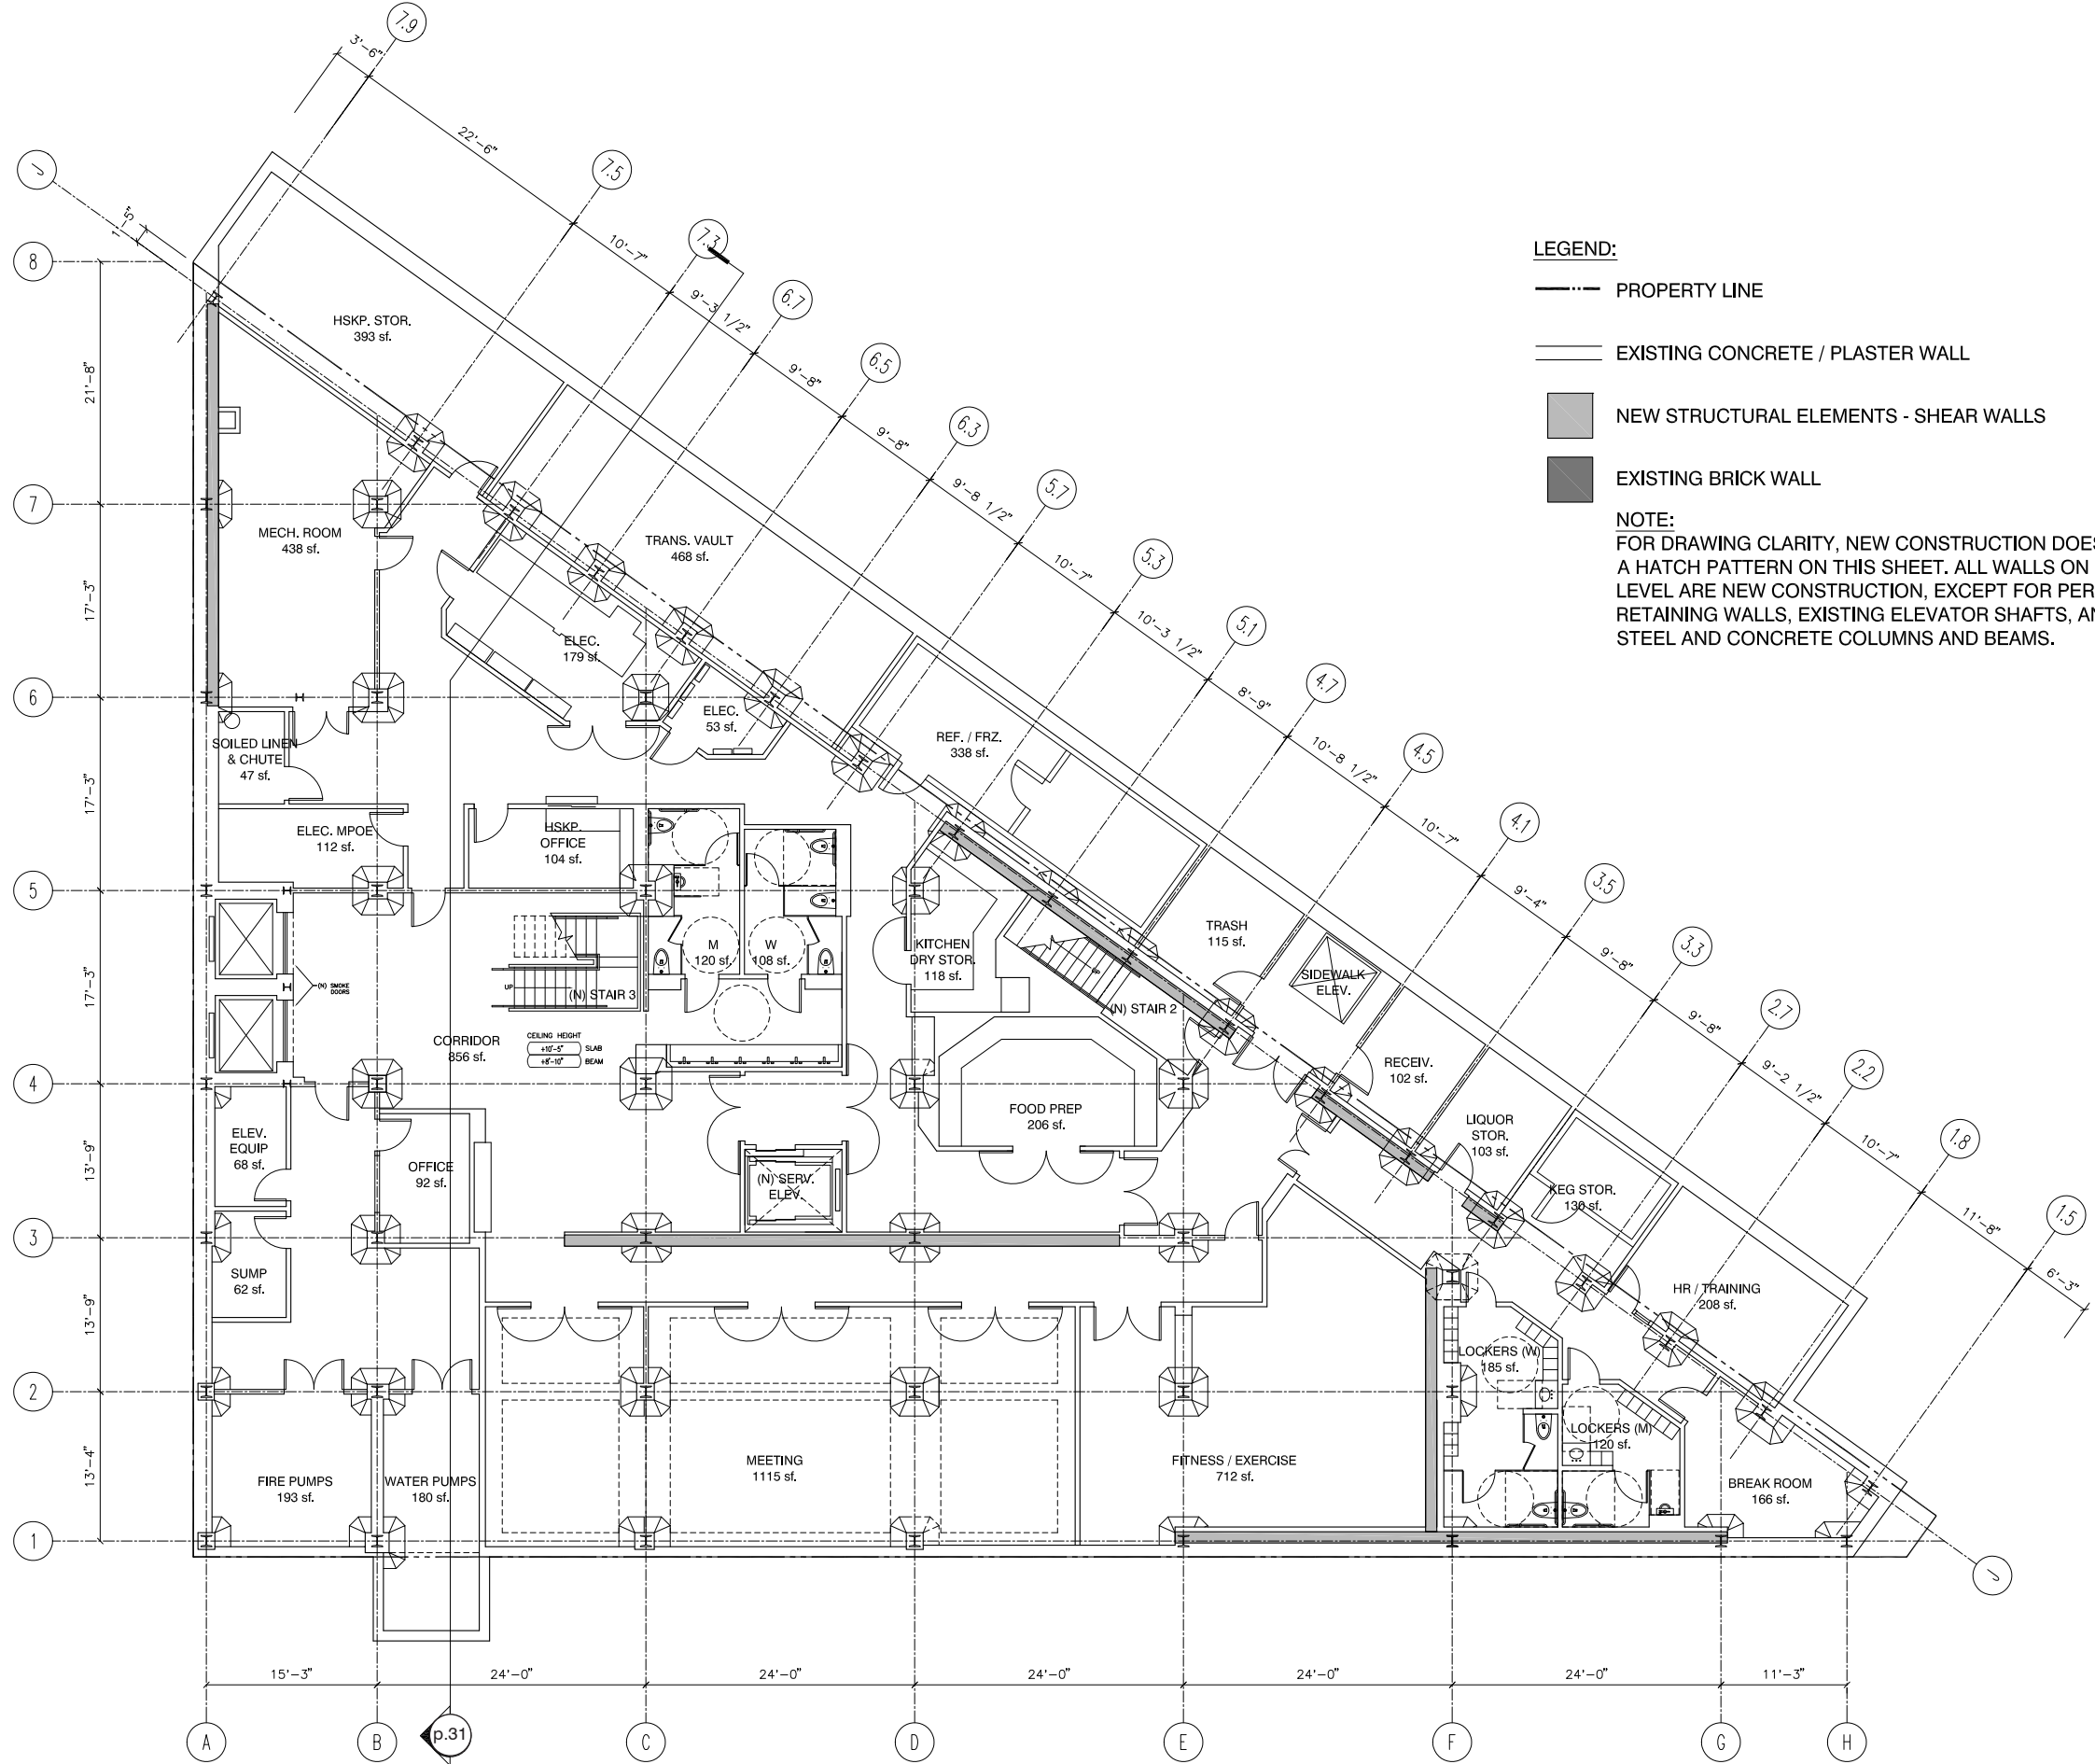 7.9
3'-6"
22'-6"
7.5
J
1'-5"
10'-7"
7.3
8
9'-3 1/2"
6.7
LEGEND:
PROPERTY LINE
EXISTING CONCRETE / PLASTER WALL
NEW STRUCTURAL ELEMENTS - SHEAR WALLS
EXISTING BRICK WALL
NOTE:
FOR DRAWING CLARITY, NEW CONSTRUCTION DOES
A HATCH PATTERN ON THIS SHEET. ALL WALLS ON
LEVEL ARE NEW CONSTRUCTION, EXCEPT FOR PER
RETAINING WALLS, EXISTING ELEVATOR SHAFTS, AN
STEEL AND CONCRETE COLUMNS AND BEAMS.
HSKP. STOR.
393 sf.
9'-8"
6.5
21'-8"
9'-8"
6.3
9'-8 1/2"
5.7
7
MECH. ROOM
438 sf.
TRANS. VAULT
468 sf.
10'-7"
5.3
17'-3"
10'-3 1/2"
5.1
ELEC.
179 sf.
8'-9"
4.7
6
ELEC.
53 sf.
10'-8 1/2"
4.5
SOILED LINEN
& CHUTE
47 sf.
REF. / FRZ.
338 sf.
17'-3"
10'-7"
4.1
ELEC. MPOE
112 sf.
HSKP.
OFFICE
104 sf.
9'-4"
3.5
5
TRASH
115 sf.
9'-8"
3.3
M
120 sf.
W
108 sf.
KITCHEN
DRY STOR.
118 sf.
SIDEWALK
ELEV.
17'-3"
(N) SMOKE
DOORS
UP
(N) STAIR 3
UP
(N) STAIR 2
9'-8"
2.7
CORRIDOR
856 sf.
CEILING HEIGHT
+10'-5" SLAB
+8'-10" BEAM
RECEIV.
102 sf.
9'-2 1/2"
2.2
4
FOOD PREP
206 sf.
LIQUOR
STOR.
103 sf.
10'-7"
1.8
13'-9"
ELEV.
EQUIP
68 sf.
OFFICE
92 sf.
(N) SERV.
ELEV.
KEG STOR.
130 sf.
11'-8"
1.5
3
6'-3"
SUMP
62 sf.
HR / TRAINING
208 sf.
13'-9"
LOCKERS (W)
185 sf.
2
LOCKERS (M)
120 sf.
13'-4"
FIRE PUMPS
193 sf.
WATER PUMPS
180 sf.
MEETING
1115 sf.
FITNESS / EXERCISE
712 sf.
BREAK ROOM
166 sf.
1
J
15'-3"
24'-0"
24'-0"
24'-0"
24'-0"
24'-0"
11'-3"
A
B
p.31
C
D
E
F
G
H